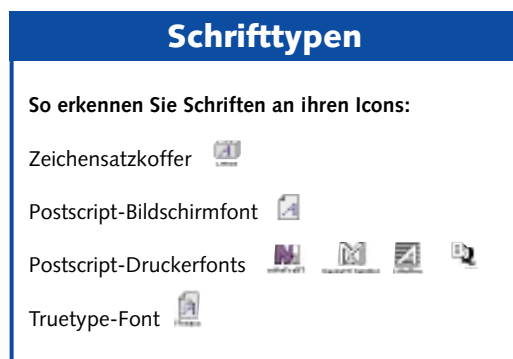 Schrifttypen
So erkennen Sie Schriften an ihren Icons:
Zeichensatzkoffer
Postscript-Bildschirmfont
Postscript-Druckerfonts
Truetype-Font